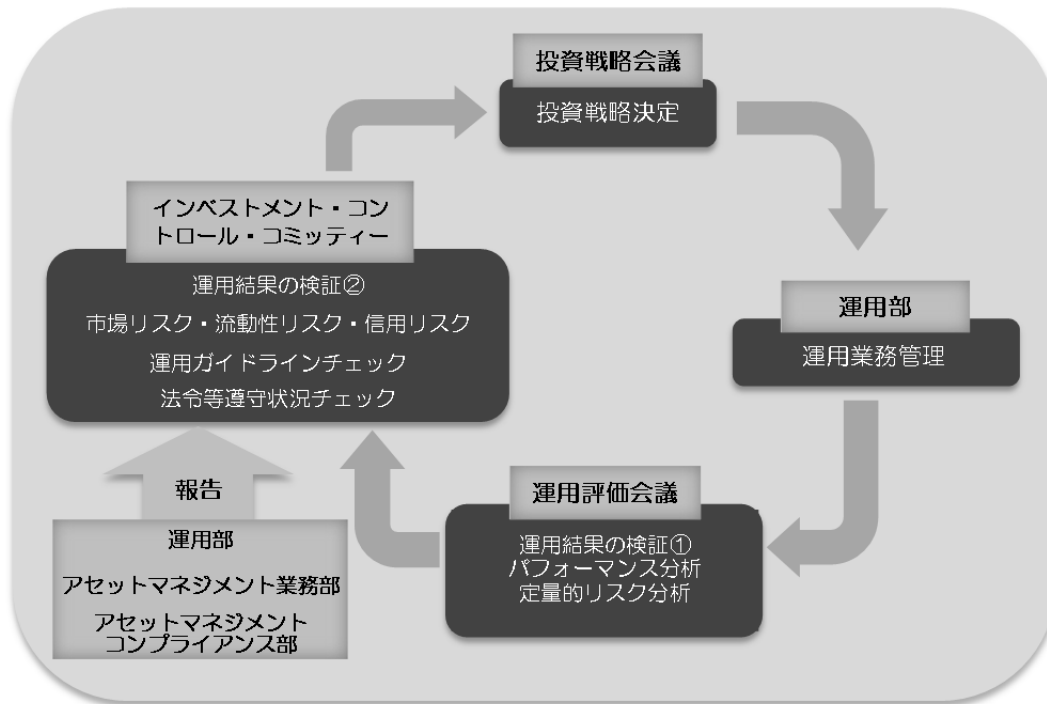 投資戦略会議
投資戦略決定
インベストメント・コン
トロール・コミッティー
運用結果の検証②
市場リスク・流動性リスク・信用リスク
運用ガイドラインチェック
法令等遵守状況チェック
運用部
運用業務管理
運用評価会議
運用結果の検証①
パフォーマンス分析
定量的リスク分析
報告
運用部
アセットマネジメント業務部
アセットマネジメント
コンプライアンス部